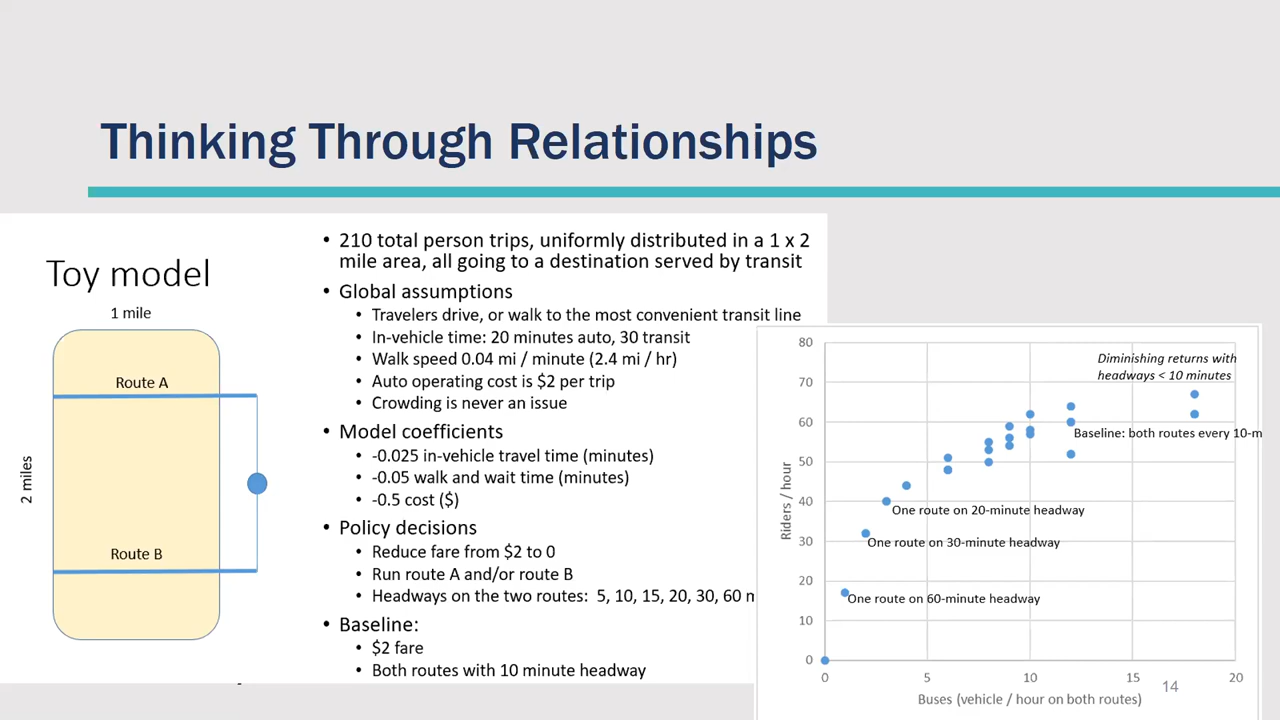 Thinking Through Relationships
Toy model
1 mile
Route A
2 miles
Route B
• 210 total person trips, uniformly distributed in a 1 x 2
mile area, all going to a destination served by transit
• Global assumptions
• Travelers drive, or walk to the most convenient transit line
• In-vehicle time: 20 minutes auto, 30 transit
• Walk speed 0.04 mi / minute (2.4 mi / hr)
• Auto operating cost is $2 per trip
• Crowding is never an issue
• Model coefficients
• -0.025 in-vehicle travel time (minutes)
• -0.05 walk and wait time (minutes)
• -0.5 cost ($)
• Policy decisions
• Reduce fare from $2 to 0
• Run route A and/or route B
• Headways on the two routes: 5, 10, 15, 20, 30, 60 m
• Baseline:
• $2 fare
• Both routes with 10 minute headway
80
70
60
50
40
30
20
10
0
Riders / hour
Diminishing returns with
headways < 10 minutes
Baseline: both routes every 10-m
One route on 20-minute headway
One route on 30-minute headway
One route on 60-minute headway
0 5 10 15 20
Buses (vehicle / hour on both routes)
14